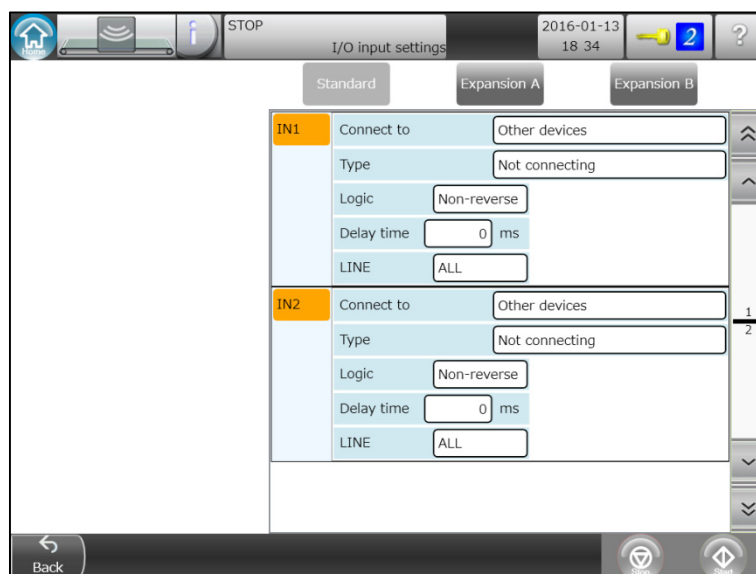 Home
i
STOP
I/O input settings
2016-01-13
18 34
2
?
Standard
Expansion A
Expansion B
IN1
Connect to
Other devices
Type
Not connecting
Logic
Non-reverse
Delay time
0 ms
LINE
ALL
IN2
Connect to
Other devices
Type
Not connecting
Logic
Non-reverse
Delay time
0 ms
LINE
ALL
1
2
Back
Stop
Start